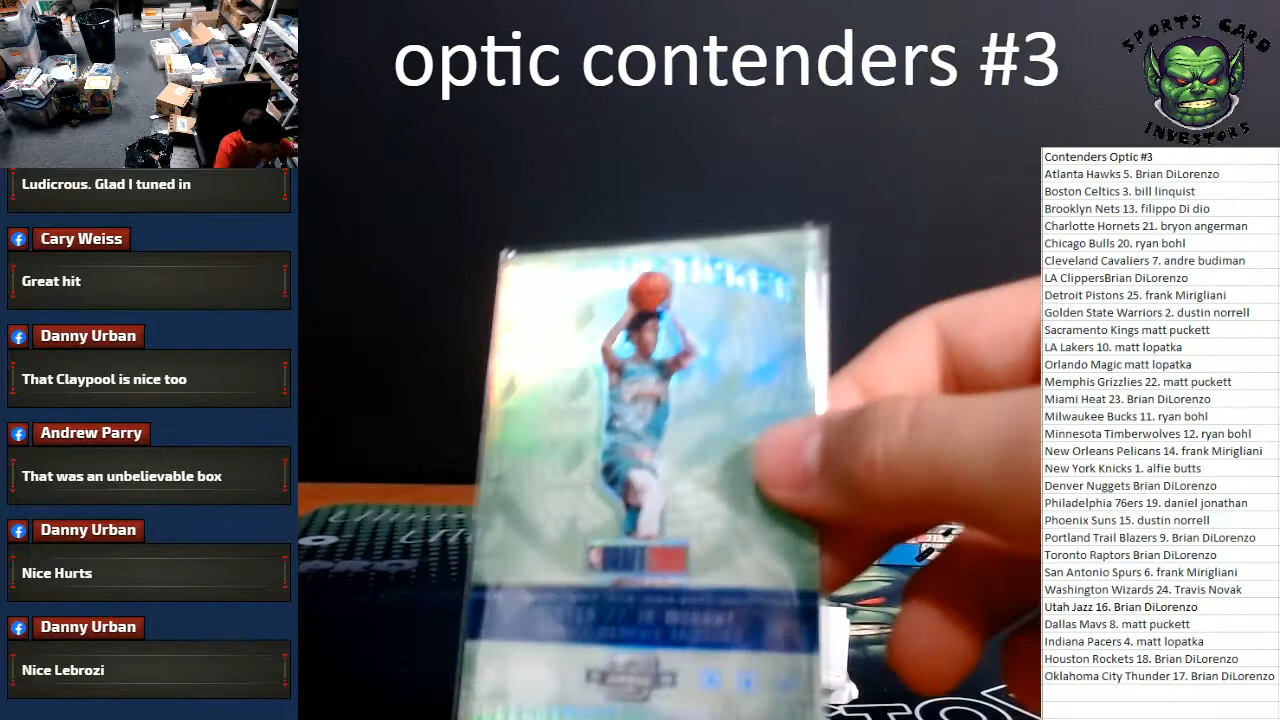 optic contenders #3
SPORTS CARD
INVESTORS
Ludicrous. Glad I tuned in
Cary Weiss
Great hit
Danny Urban
That Claypool is nice too
Andrew Parry
That was an unbelievable box
Danny Urban
Nice Hurts
Danny Urban
Nice Lebrozi
Contenders Optic #3
Atlanta Hawks 5. Brian DiLorenzo
Boston Celtics 3. bill linquist
Brooklyn Nets 13. filippo Di dio
Charlotte Hornets 21. bryon angerman
Chicago Bulls 20. ryan bohl
Cleveland Cavaliers 7. andre budiman
LA ClippersBrian DiLorenzo
Detroit Pistons 25. frank Mirigliani
Golden State Warriors 2. dustin norrell
Sacramento Kings matt puckett
LA Lakers 10. matt lopatka
Orlando Magic matt lopatka
Memphis Grizzlies 22. matt puckett
Miami Heat 23. Brian DiLorenzo
Milwaukee Bucks 11. ryan bohl
Minnesota Timberwolves 12. ryan bohl
New Orleans Pelicans 14. frank Mirigliani
New York Knicks 1. alfie butts
Denver Nuggets Brian DiLorenzo
Philadelphia 76ers 19. daniel jonathan
Phoenix Suns 15. dustin norrell
Portland Trail Blazers 9. Brian DiLorenzo
Toronto Raptors Brian DiLorenzo
San Antonio Spurs 6. frank Mirigliani
Washington Wizards 24. Travis Novak
Utah Jazz 16. Brian DiLorenzo
Dallas Mavs 8. matt puckett
Indiana Pacers 4. matt lopatka
Houston Rockets 18. Brian DiLorenzo
Oklahoma City Thunder 17. Brian DiLorenzo